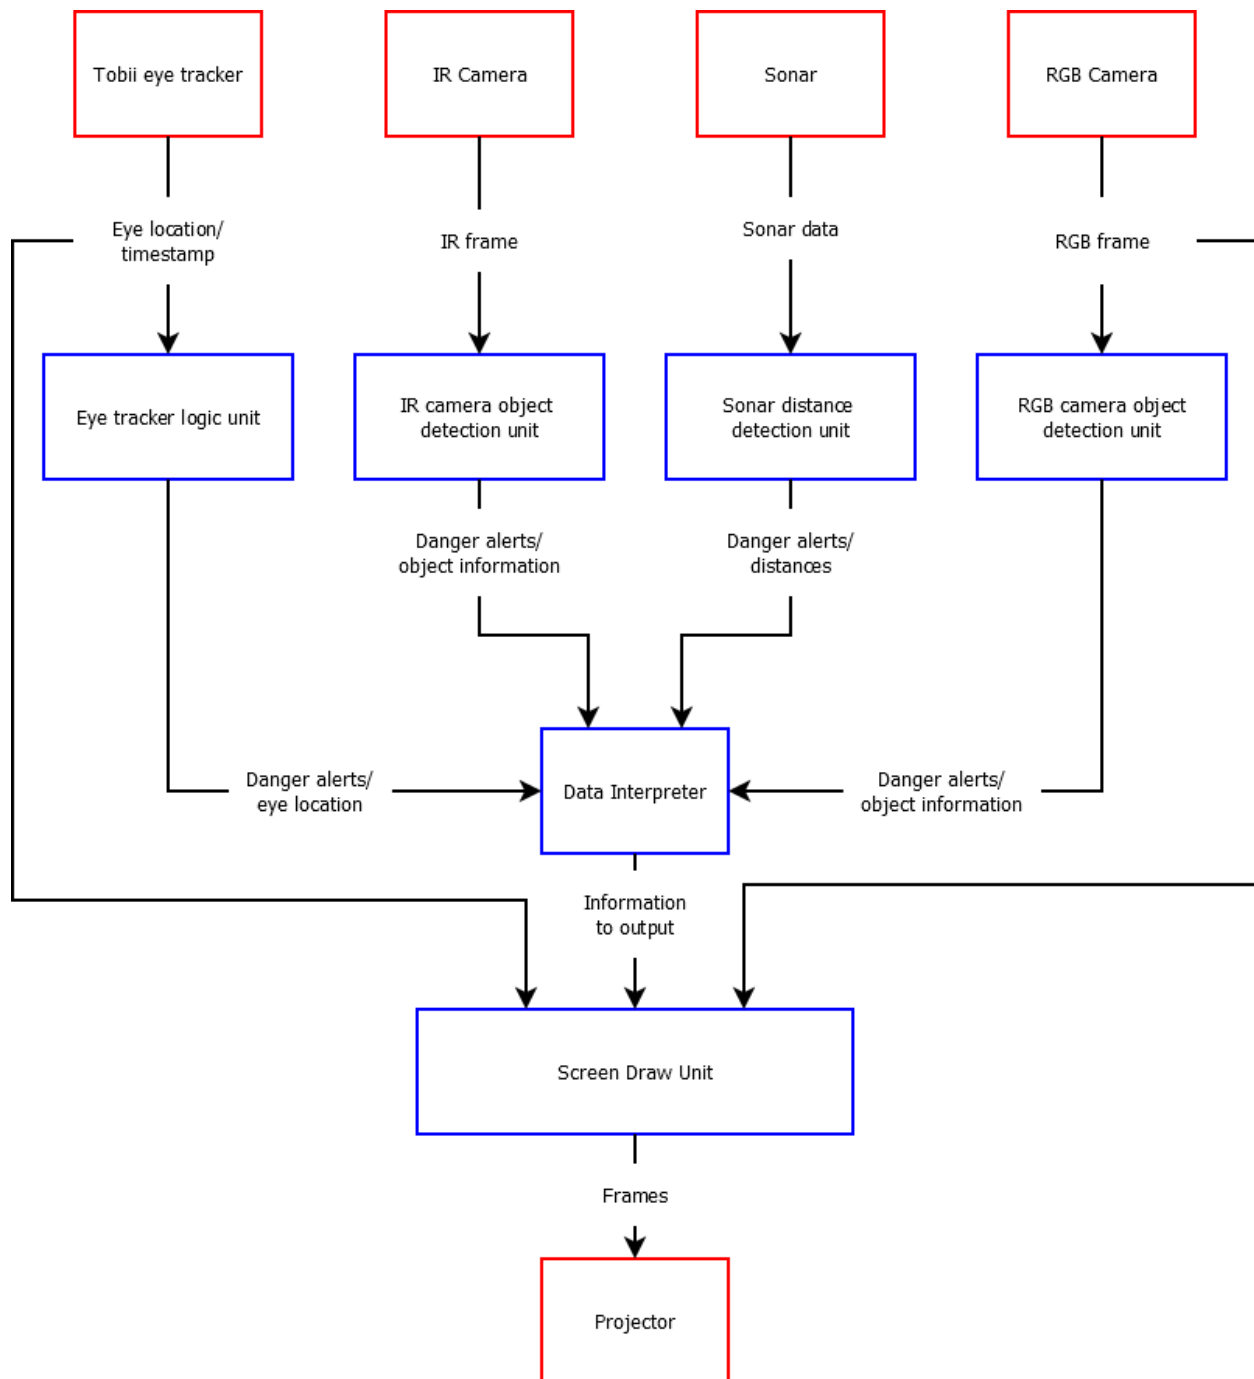 Tobii eye tracker
IR Camera
Sonar
RGB Camera
Eye location/
timestamp
IR frame
Sonar data
RGB frame
Eye tracker logic unit
IR camera object
detection unit
Sonar distance
detection unit
RGB camera object
detection unit
Danger alerts/
object information
Danger alerts/
distances
Danger alerts/
eye location
Data Interpreter
Danger alerts/
object information
Information
to output
Screen Draw Unit
Frames
Projector